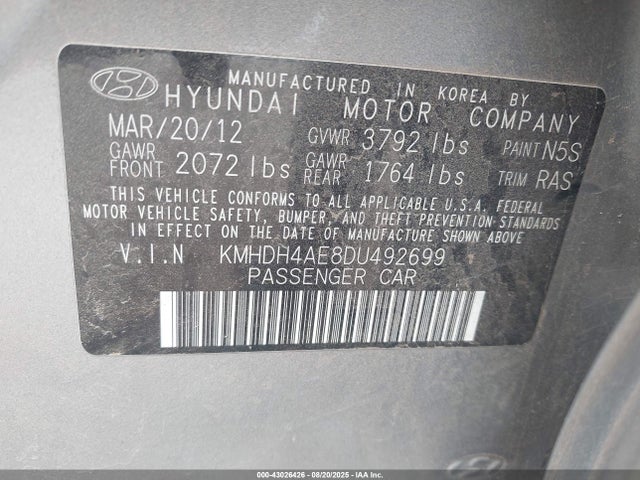 MANUFACTURED IN KOREA BY
HYUNDAI MOTOR COMPANY
MAR/20/12 GVWR 3792 lbs PAINT N5S
GAWR FRONT 2072 lbs GAWR REAR 1764 lbs TRIM RAS
THIS VEHICLE CONFORMS TO ALL APPLICABLE U.S.A. FEDERAL
MOTOR VEHICLE SAFETY, BUMPER, AND THEFT PREVENTION STANDARDS
IN EFFECT ON THE DATE OF MANUFACTURE SHOWN ABOVE
V.I.N KMHDH4AE8DU492699
PASSENGER CAR
000-43026426 - 08/20/2025 - IAA, Inc.